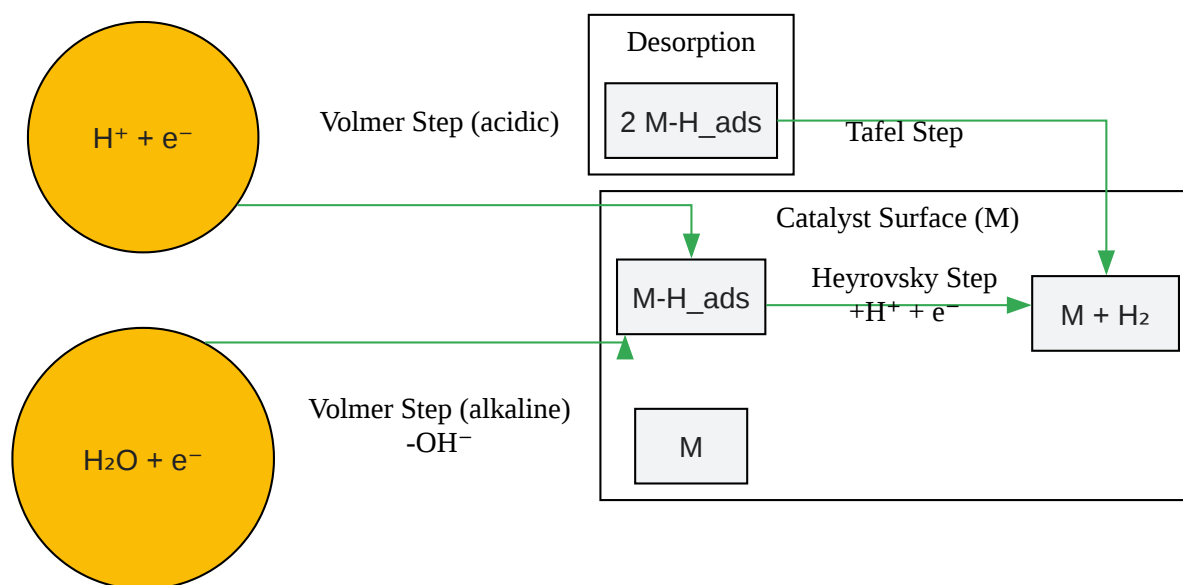 Desorption
H⁺ + e⁻
Volmer Step (acidic)
2 M-H_ads
Tafel Step
Catalyst Surface (M)
M-H_ads
Heyrovsky Step
+H⁺ + e⁻
M + H₂
H₂O + e⁻
Volmer Step (alkaline)
-OH⁻
M